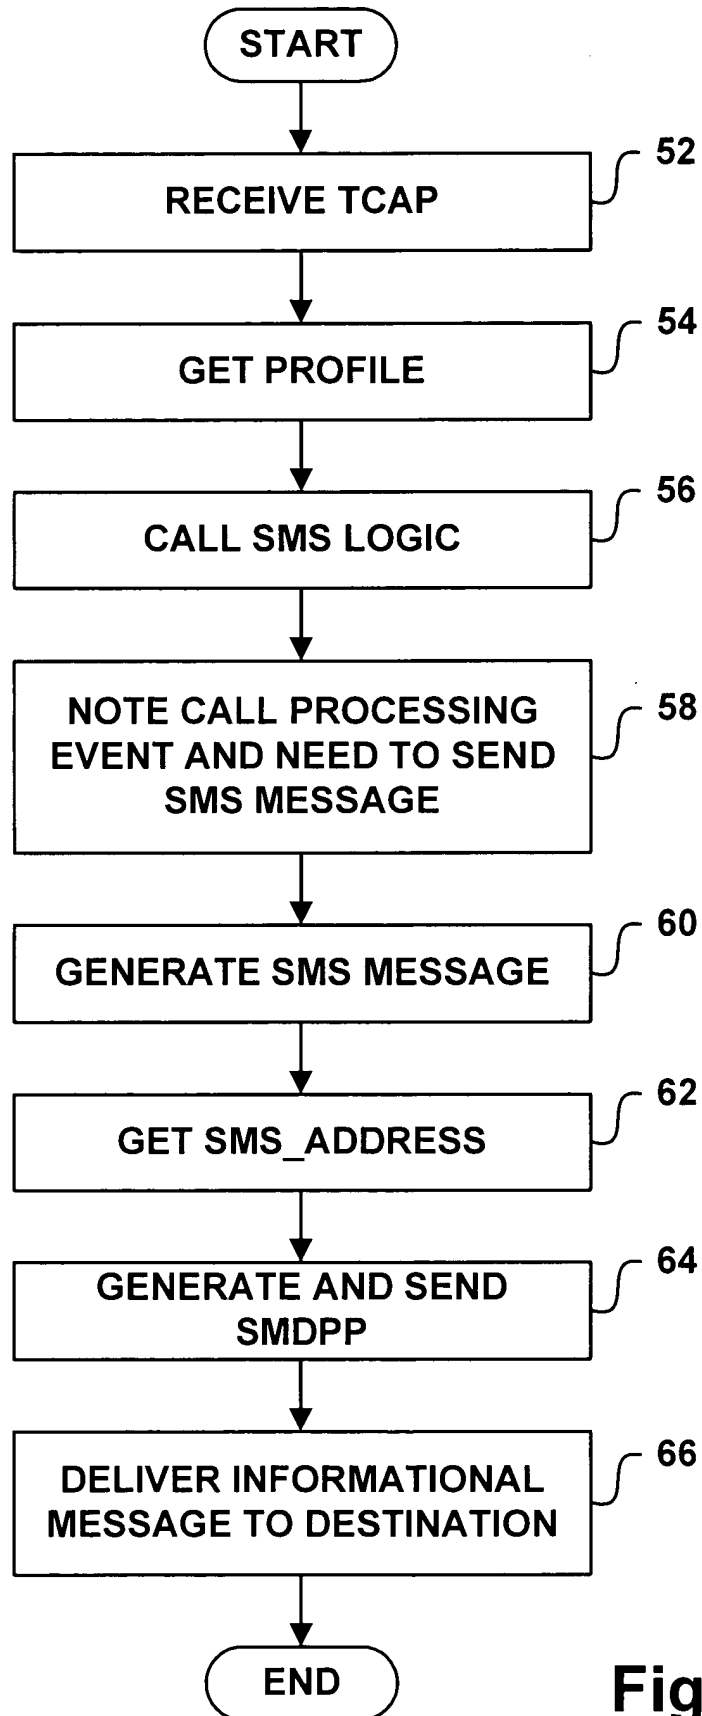 START
52
RECEIVE TCAP
54
GET PROFILE
56
CALL SMS LOGIC
58
NOTE CALL PROCESSING
EVENT AND NEED TO SEND
SMS MESSAGE
60
GENERATE SMS MESSAGE
62
GET SMS_ADDRESS
64
GENERATE AND SEND
SMDPP
66
DELIVER INFORMATIONAL
MESSAGE TO DESTINATION
END
Fig